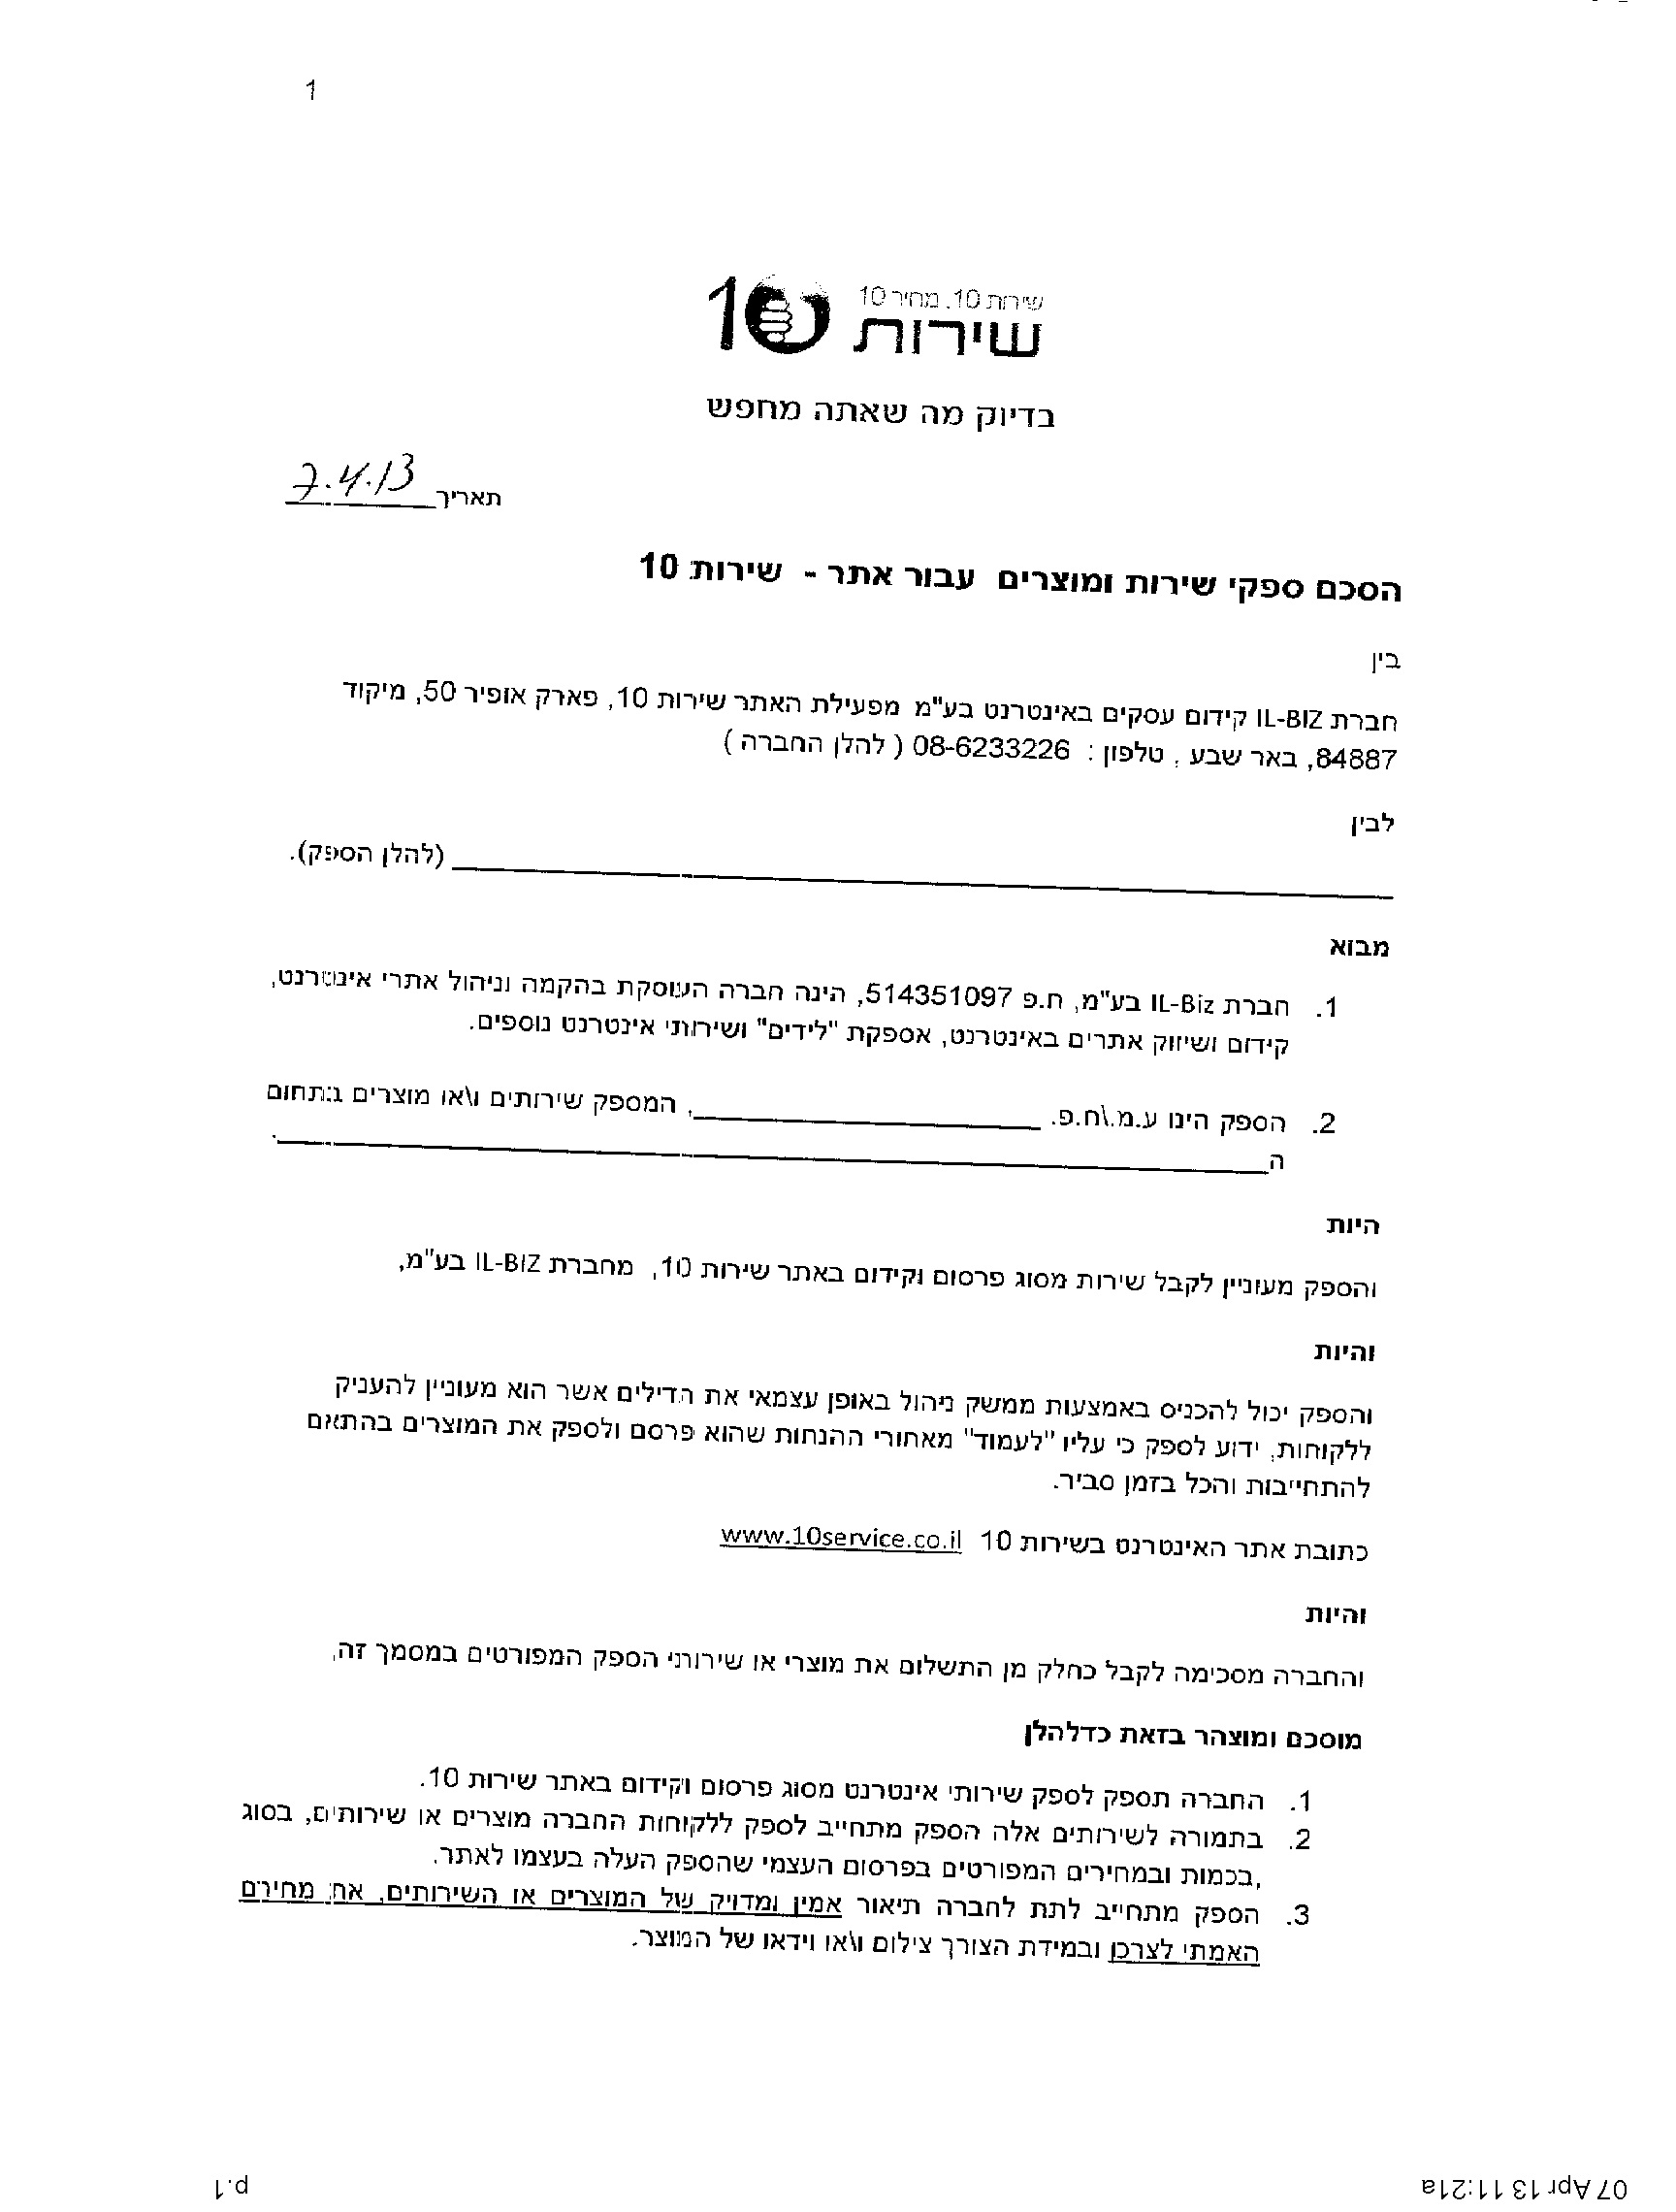 1
שירות 10. מחיר 10
שירות 10
בדיוק מה שאתה מחפש
תאריך 7.4.13
הסכם ספקי שירות ומוצרים עבור אתר - שירות 10
בין
חברת IL-BIZ קידום עסקים באינטרנט בע"מ מפעילת האתר שירות 10, פארק אופיר 50, מיקוד
84887, באר שבע , טלפון : 08-6233226 ( להלן החברה )
לבין
____________________ (להלן הספק).
מבוא
1. חברת IL-Biz בע"מ, ח.פ 514351097, הינה חברה העוסקת בהקמה וניהול אתרי אינטרנט,
קידום ושיווק אתרים באינטרנט, אספקת "לידים" ושירותי אינטרנט נוספים.
2. הספק הינו ע.מ.\ח.פ. ____________________, המספק שירותים ו\או מוצרים בתחום
ה____________________.
היות
והספק מעוניין לקבל שירות מסוג פרסום וקידום באתר שירות 10, מחברת IL-BIZ בע"מ,
והיות
והספק יכול להכניס באמצעות ממשק ניהול באופן עצמאי את הדילים אשר הוא מעוניין להעניק
ללקוחות, ידוע לספק כי עליו "לעמוד" מאחורי ההנחות שהוא פרסם ולספק את המוצרים בהתאם
להתחייבות והכל בזמן סביר.
כתובת אתר האינטרנט בשירות 10 www.10service.co.il
והיות
והחברה מסכימה לקבל כחלק מן התשלום את מוצרי או שירותי הספק המפורטים במסמך זה,
מוסכם ומוצהר בזאת כדלהלן
1. החברה תספק לספק שירותי אינטרנט מסוג פרסום וקידום באתר שירות 10.
2. בתמורה לשירותים אלה הספק מתחייב לספק ללקוחות החברה מוצרים או שירותים, בסוג
,בכמות ובמחירים המפורטים בפרסום העצמי שהספק העלה בעצמו לאתר.
3. הספק מתחייב לתת לחברה תיאור אמין ומדויק של המוצרים או השירותים, את מחירם
האמתי לצרכן ובמידת הצורך צילום ו\או וידאו של המוצר.
07 Apr 13 11:21a
p.1